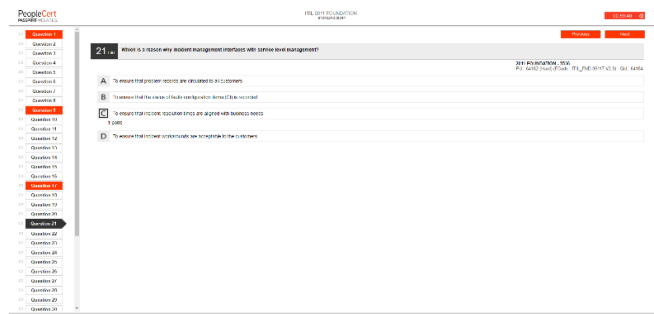 PeopleCert
ITIL 2011 FOUNDATION
Previous
Next
21
Which is a reason why incident management interfaces with service level management?
2011 FOUNDATION
A To ensure that problem records are circulated to all customers
B To ensure that the status of faulty configuration items (CI) is recorded
C To ensure that incident resolution times are aligned with business needs
D To ensure that incident workarounds are acceptable to the customers
Question 1
Question 2
Question 3
Question 4
Question 5
Question 6
Question 7
Question 8
Question 9
Question 10
Question 11
Question 12
Question 13
Question 14
Question 15
Question 16
Question 17
Question 18
Question 19
Question 20
Question 21
Question 22
Question 23
Question 24
Question 25
Question 26
Question 27
Question 28
Question 29
Question 30